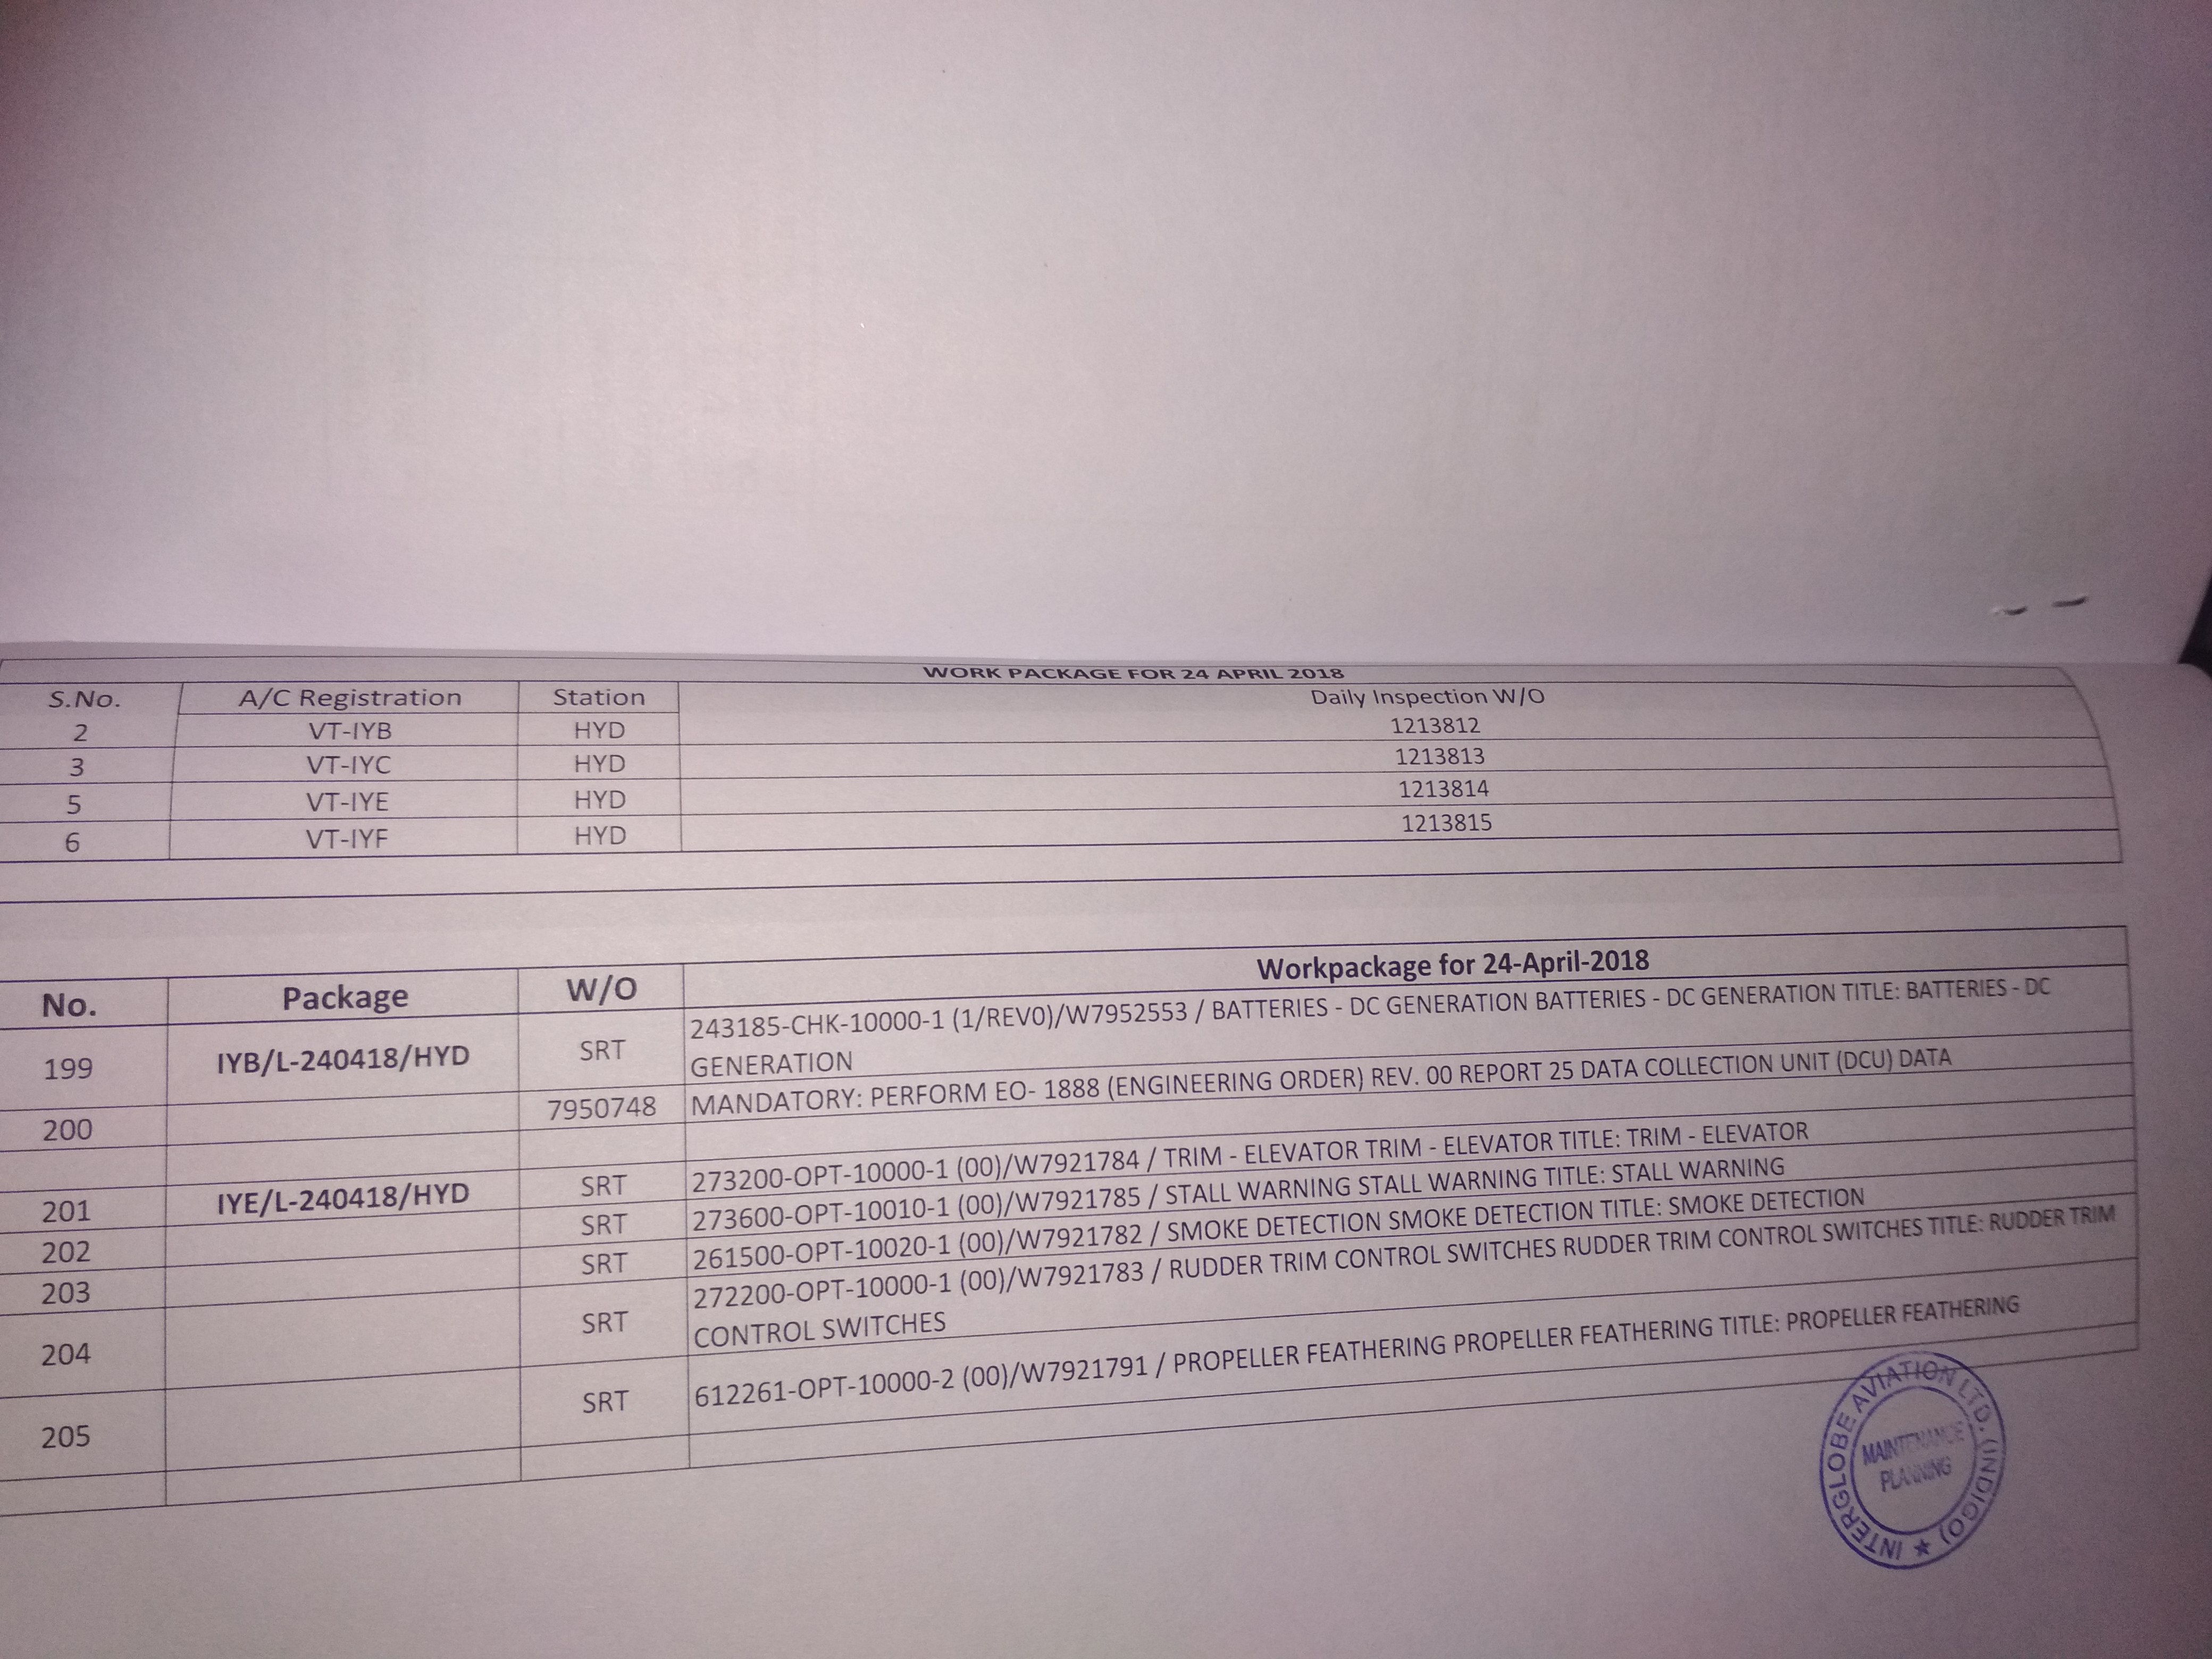 WORK PACKAGE FOR 24 APRIL 2018
S.No. A/C Registration Station Daily Inspection W/O
2 VT-IYB HYD 1213812
3 VT-IYC HYD 1213813
5 VT-IYE HYD 1213814
6 VT-IYF HYD 1213815
No. Package W/O Workpackage for 24-April-2018
199 IYB/L-240418/HYD SRT 243185-CHK-10000-1 (1/REV0)/W7952553 / BATTERIES - DC GENERATION BATTERIES - DC GENERATION TITLE: BATTERIES - DC
GENERATION
200 7950748 MANDATORY: PERFORM EO- 1888 (ENGINEERING ORDER) REV. 00 REPORT 25 DATA COLLECTION UNIT (DCU) DATA
201 IYE/L-240418/HYD SRT 273200-OPT-10000-1 (00)/W7921784 / TRIM - ELEVATOR TRIM - ELEVATOR TITLE: TRIM - ELEVATOR
202 SRT 273600-OPT-10010-1 (00)/W7921785 / STALL WARNING STALL WARNING TITLE: STALL WARNING
203 SRT 261500-OPT-10020-1 (00)/W7921782 / SMOKE DETECTION SMOKE DETECTION TITLE: SMOKE DETECTION
204 SRT 272200-OPT-10000-1 (00)/W7921783 / RUDDER TRIM CONTROL SWITCHES RUDDER TRIM CONTROL SWITCHES TITLE: RUDDER TRIM
CONTROL SWITCHES
205 SRT 612261-OPT-10000-2 (00)/W7921791 / PROPELLER FEATHERING PROPELLER FEATHERING TITLE: PROPELLER FEATHERING
INTERGLOBE AVIATION LTD. (INDIGO) ★
MAINTENANCE
PLANNING